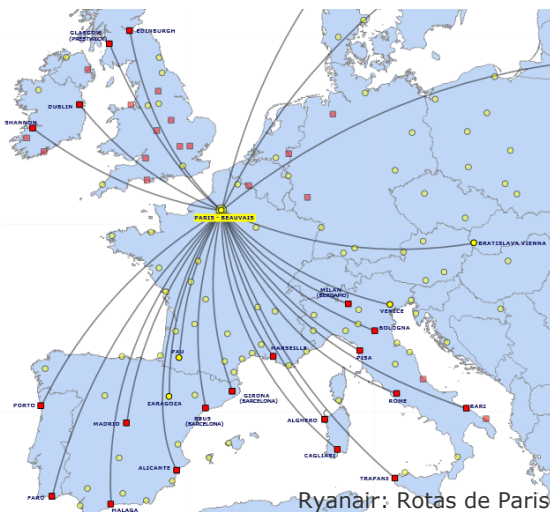 GLASGOW
(PRESTWICK)
EDINBURGH
DUBLIN
SHANNON
PARIS - BEAUVAIS
BRATISLAVA,VIENNA
MILAN
(BERGAMO)
VENICE
BOLOGNA
MARSEILLE
PISA
PAU
ZARAGOZA
GIRONA
(BARCELONA)
REUS
(BARCELONA)
ROME
BARI
PORTO
MADRID
ALGHERO
CAGLIARI
ALICANTE
TRAPANI
FARO
MALAGA
Ryanair: Rotas de Paris